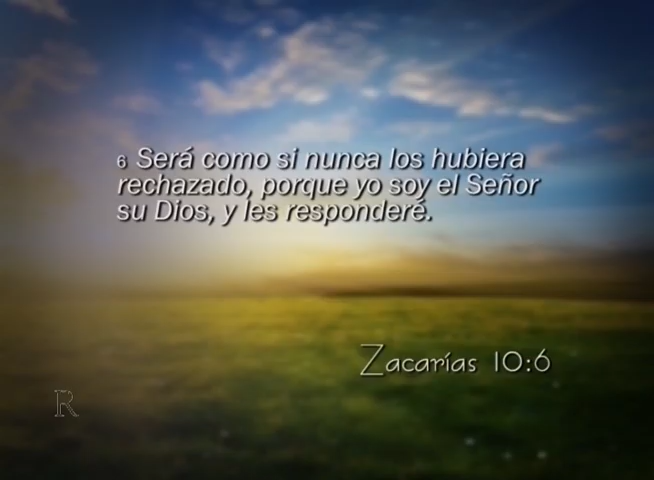 6 Será como si nunca los hubiera
rechazado, porque yo soy el Señor
su Dios, y les responderé.
Zacarías 10:6
R